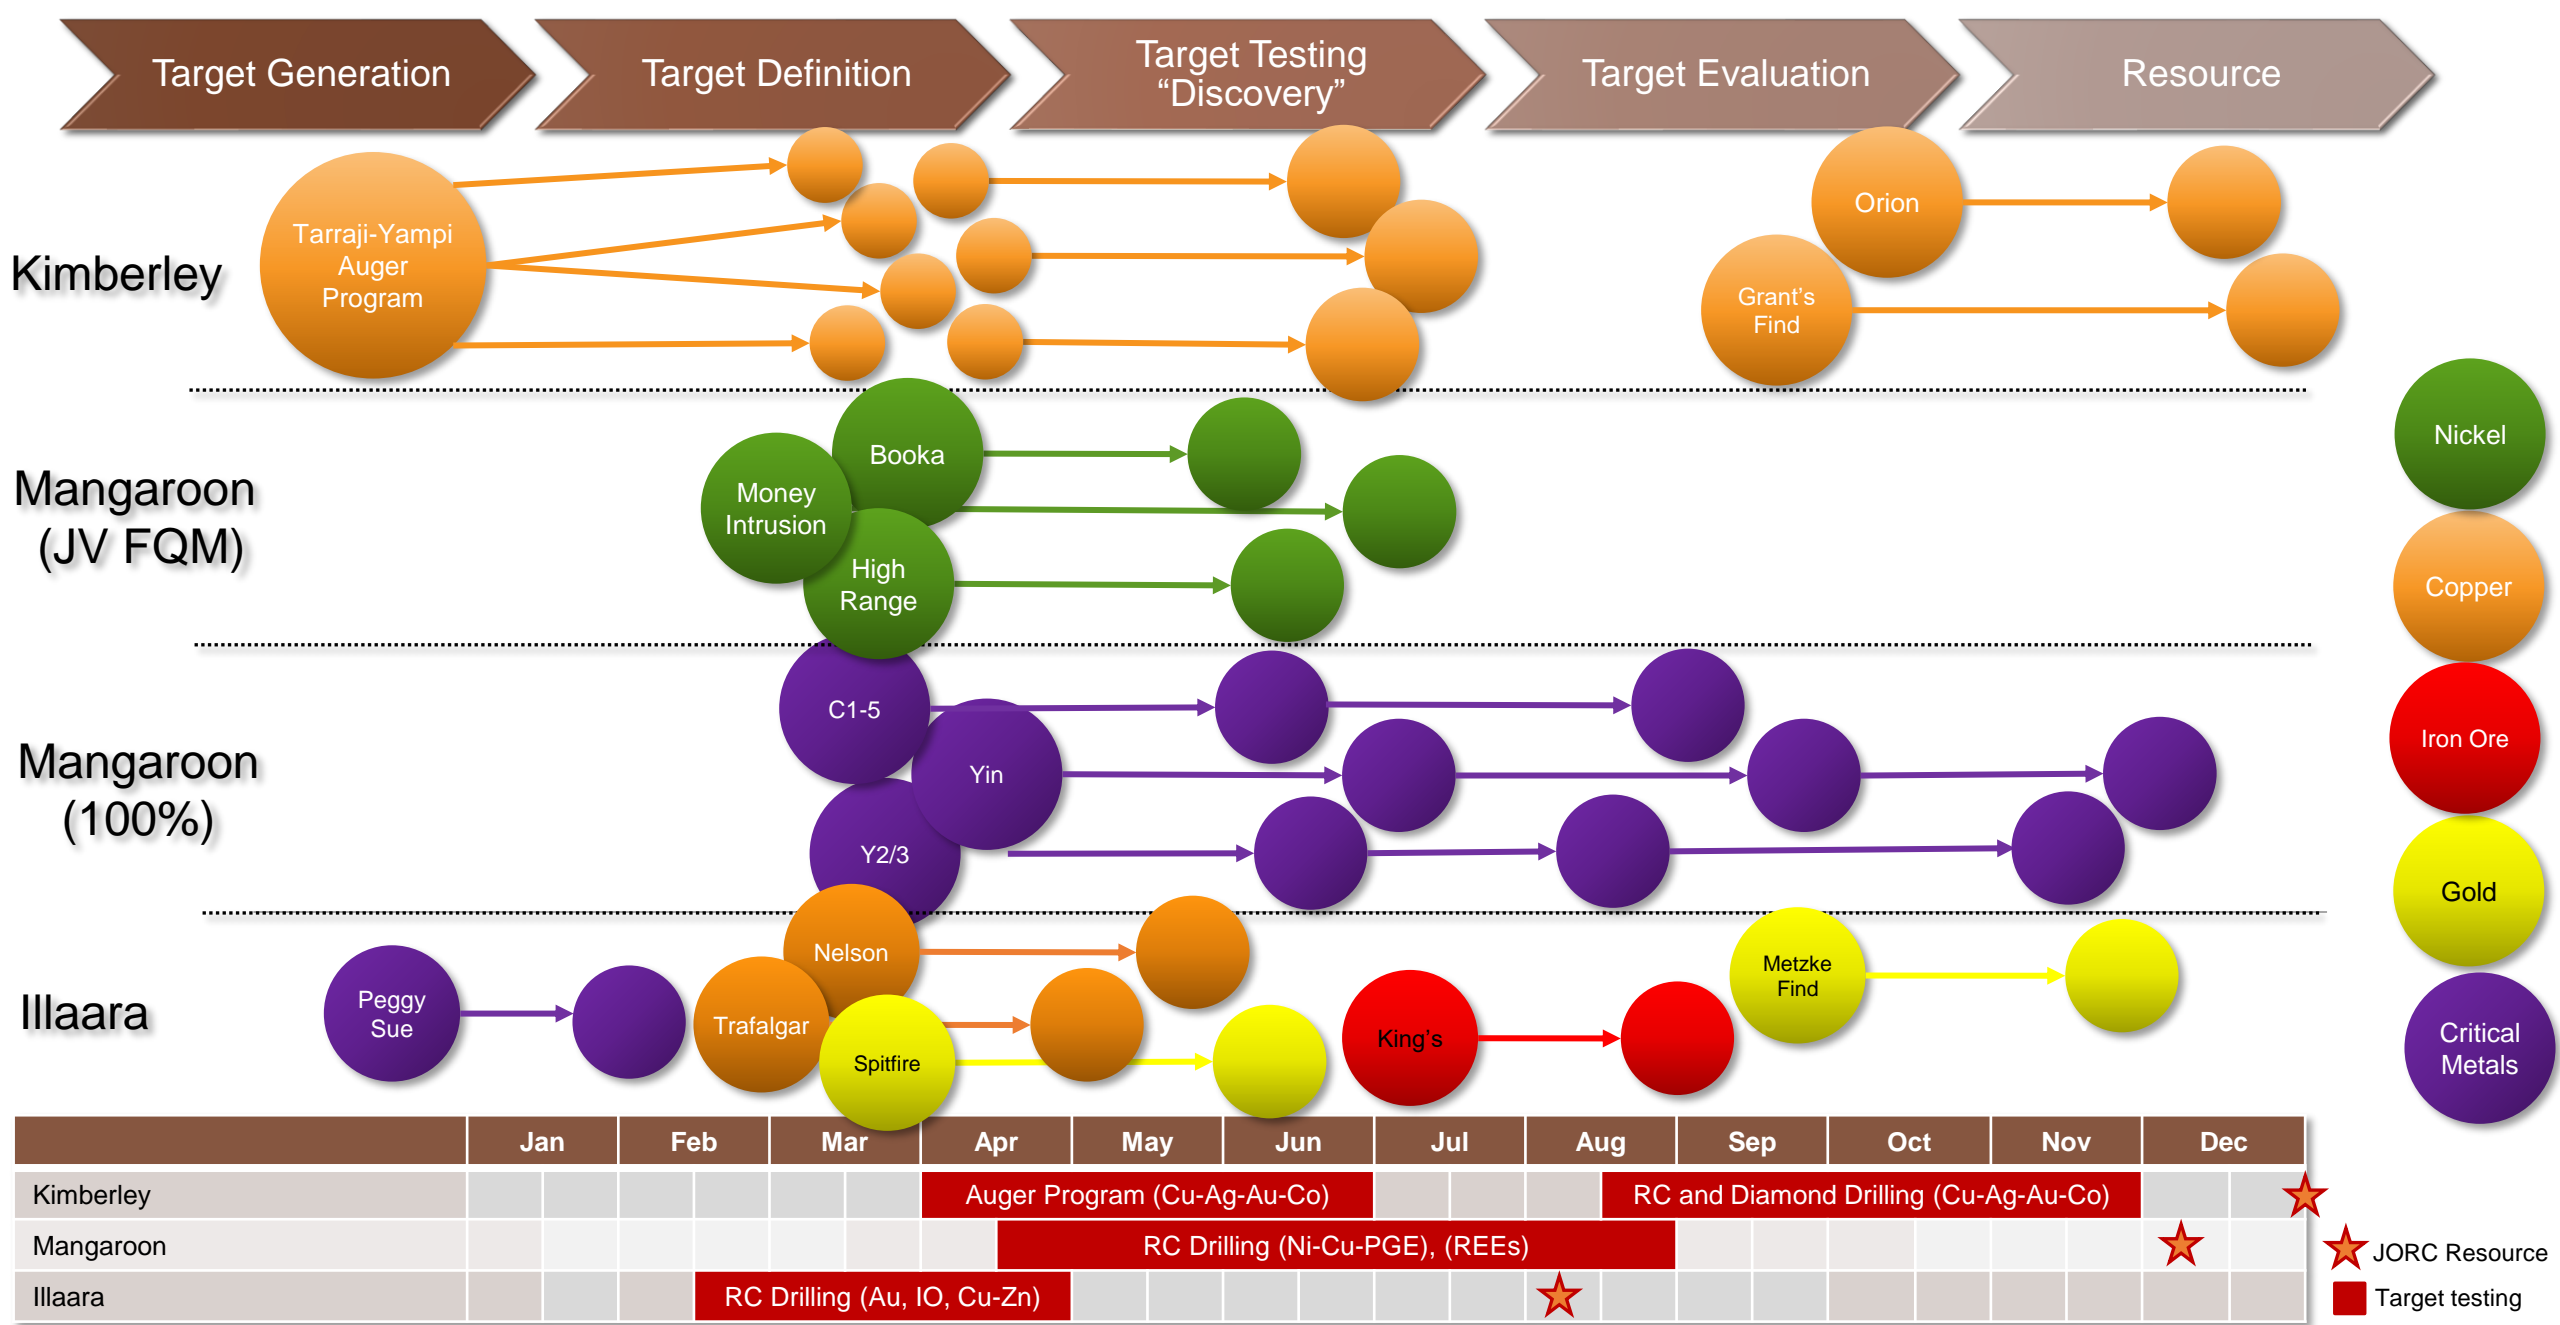 Target Generation
Target Definition
Target Testing
“Discovery”
Target Evaluation
Resource
Kimberley
Tarraji-Yampi
Auger
Program
Orion
Grant's
Find
Mangaroon
(JV FQM)
Booka
Money
Intrusion
High
Range
Mangaroon
(100%)
C1-5
Yin
Y2/3
Illaara
Peggy
Sue
Nelson
Trafalgar
Spitfire
King's
Metzke
Find
Nickel
Copper
Iron Ore
Gold
Critical
Metals
Jan Feb Mar Apr May Jun Jul Aug Sep Oct Nov Dec
Kimberley Auger Program (Cu-Ag-Au-Co) RC and Diamond Drilling (Cu-Ag-Au-Co)
Mangaroon RC Drilling (Ni-Cu-PGE), (REEs)
Illaara RC Drilling (Au, IO, Cu-Zn)
JORC Resource
Target testing